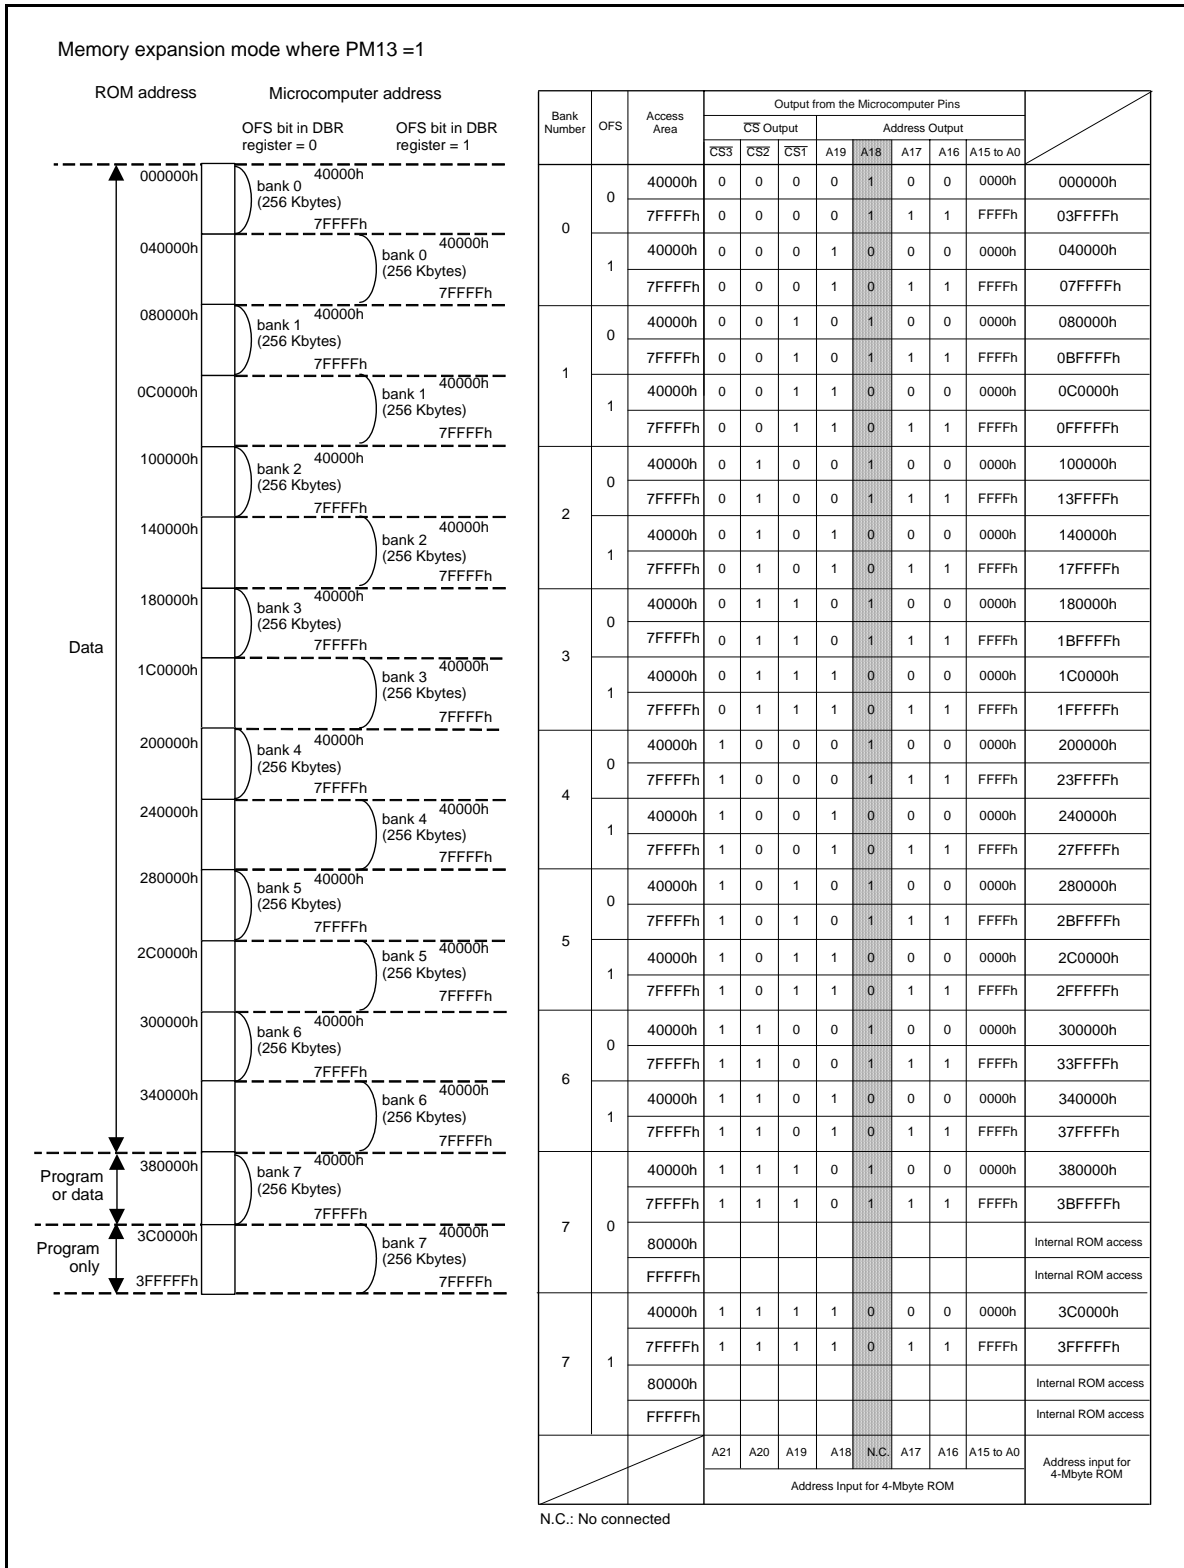 Memory expansion mode where PM13 =1
ROM address
Microcomputer address
OFS bit in DBR
register = 0
OFS bit in DBR
register = 1
000000h
40000h
bank 0
(256 Kbytes)
7FFFFh
040000h
40000h
bank 0
(256 Kbytes)
7FFFFh
080000h
40000h
bank 1
(256 Kbytes)
7FFFFh
0C0000h
40000h
bank 1
(256 Kbytes)
7FFFFh
100000h
40000h
bank 2
(256 Kbytes)
7FFFFh
140000h
40000h
bank 2
(256 Kbytes)
7FFFFh
180000h
40000h
bank 3
(256 Kbytes)
7FFFFh
Data
1C0000h
40000h
bank 3
(256 Kbytes)
7FFFFh
200000h
40000h
bank 4
(256 Kbytes)
7FFFFh
240000h
40000h
bank 4
(256 Kbytes)
7FFFFh
280000h
40000h
bank 5
(256 Kbytes)
7FFFFh
2C0000h
40000h
bank 5
(256 Kbytes)
7FFFFh
300000h
40000h
bank 6
(256 Kbytes)
7FFFFh
340000h
40000h
bank 6
(256 Kbytes)
7FFFFh
Program
or data
380000h
40000h
bank 7
(256 Kbytes)
7FFFFh
Program
only
3C0000h
40000h
bank 7
(256 Kbytes)
3FFFFFh
7FFFFh
Bank
Number
OFS
Access
Area
Output from the Microcomputer Pins
CS Output
Address Output
CS3 CS2 CS1 A19 A18 A17 A16 A15 to A0
0
0
40000h 0 0 0 0 1 0 0 0000h 000000h
7FFFFh 0 0 0 0 1 1 1 FFFFh 03FFFFh
1
40000h 0 0 0 1 0 0 0 0000h 040000h
7FFFFh 0 0 0 1 0 1 1 FFFFh 07FFFFh
1
0
40000h 0 0 1 0 1 0 0 0000h 080000h
7FFFFh 0 0 1 0 1 1 1 FFFFh 0BFFFFh
1
40000h 0 0 1 1 0 0 0 0000h 0C0000h
7FFFFh 0 0 1 1 0 1 1 FFFFh 0FFFFFh
2
0
40000h 0 1 0 0 1 0 0 0000h 100000h
7FFFFh 0 1 0 0 1 1 1 FFFFh 13FFFFh
1
40000h 0 1 0 1 0 0 0 0000h 140000h
7FFFFh 0 1 0 1 0 1 1 FFFFh 17FFFFh
3
0
40000h 0 1 1 0 1 0 0 0000h 180000h
7FFFFh 0 1 1 0 1 1 1 FFFFh 1BFFFFh
1
40000h 0 1 1 1 0 0 0 0000h 1C0000h
7FFFFh 0 1 1 1 0 1 1 FFFFh 1FFFFFh
4
0
40000h 1 0 0 0 1 0 0 0000h 200000h
7FFFFh 1 0 0 0 1 1 1 FFFFh 23FFFFh
1
40000h 1 0 0 1 0 0 0 0000h 240000h
7FFFFh 1 0 0 1 0 1 1 FFFFh 27FFFFh
5
0
40000h 1 0 1 0 1 0 0 0000h 280000h
7FFFFh 1 0 1 0 1 1 1 FFFFh 2BFFFFh
1
40000h 1 0 1 1 0 0 0 0000h 2C0000h
7FFFFh 1 0 1 1 0 1 1 FFFFh 2FFFFFh
6
0
40000h 1 1 0 0 1 0 0 0000h 300000h
7FFFFh 1 1 0 0 1 1 1 FFFFh 33FFFFh
1
40000h 1 1 0 1 0 0 0 0000h 340000h
7FFFFh 1 1 0 1 0 1 1 FFFFh 37FFFFh
7
0
40000h 1 1 1 0 1 0 0 0000h 380000h
7FFFFh 1 1 1 0 1 1 1 FFFFh 3BFFFFh
80000h Internal ROM access
FFFFFh Internal ROM access
7
1
40000h 1 1 1 1 0 0 0 0000h 3C0000h
7FFFFh 1 1 1 1 0 1 1 FFFFh 3FFFFFh
80000h Internal ROM access
FFFFFh Internal ROM access
A21 A20 A19 A18 N.C. A17 A16 A15 to A0
Address Input for 4-Mbyte ROM
Address input for
4-Mbyte ROM
N.C.: No connected